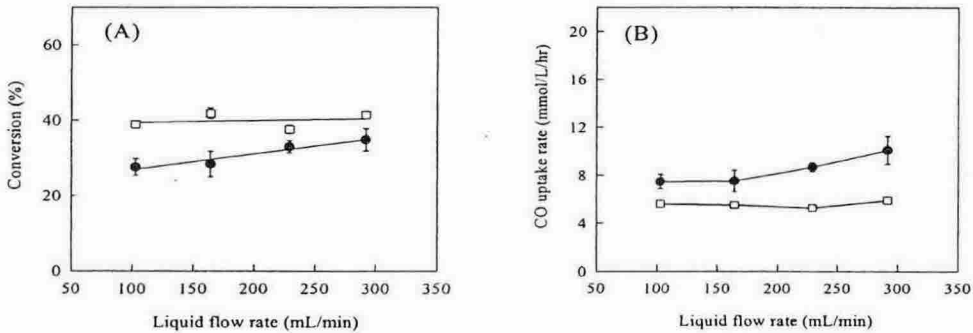 (A)
Conversion (%)
60
40
20
0
50 100 150 200 250 300 350
Liquid flow rate (mL/min)
(B)
CO uptake rate (mmol/L/hr)
20
16
12
8
4
0
50 100 150 200 250 300 350
Liquid flow rate (mL/min)